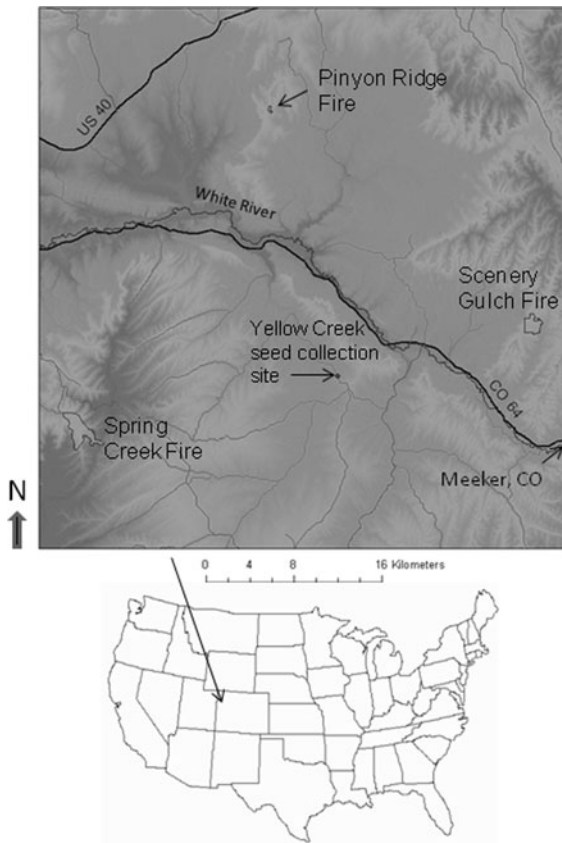 Pinyon Ridge
Fire
US 40
White River
Scenery
Gulch Fire
Yellow Creek
seed collection
site
CO 64
Spring
Creek Fire
Meeker, CO
N
0 4 8 16 Kilometers